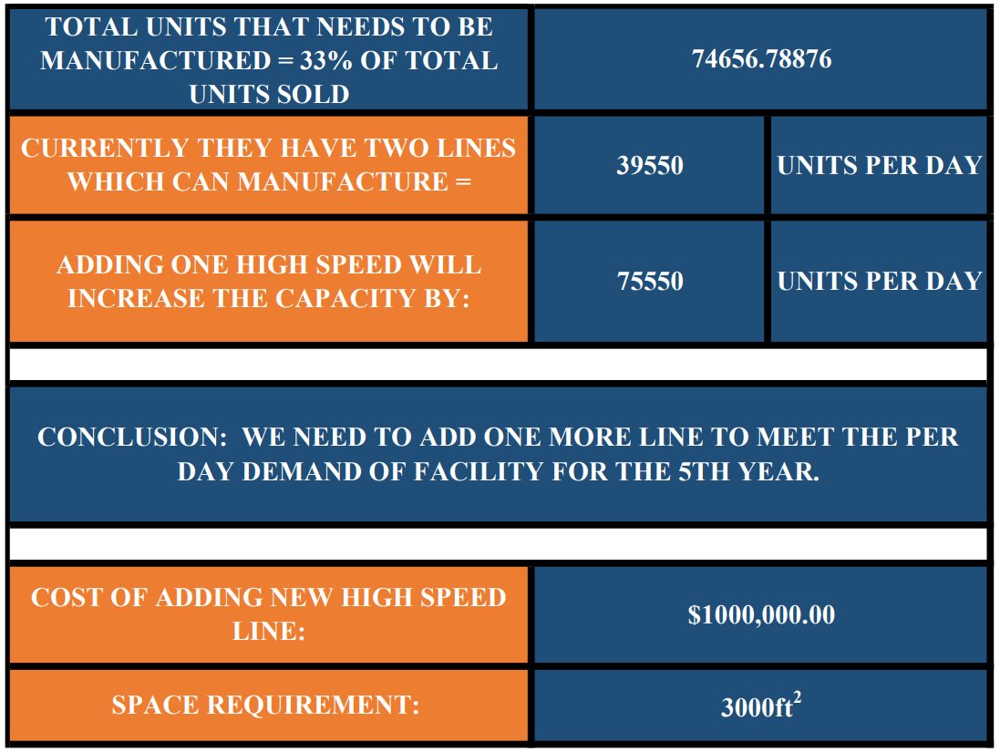 TOTAL UNITS THAT NEEDS TO BE
MANUFACTURED = 33% OF TOTAL
UNITS SOLD
74656.78876
CURRENTLY THEY HAVE TWO LINES
WHICH CAN MANUFACTURE =
39550
UNITS PER DAY
ADDING ONE HIGH SPEED WILL
INCREASE THE CAPACITY BY:
75550
UNITS PER DAY
CONCLUSION: WE NEED TO ADD ONE MORE LINE TO MEET THE PER
DAY DEMAND OF FACILITY FOR THE 5TH YEAR.
COST OF ADDING NEW HIGH SPEED
LINE:
$1000,000.00
SPACE REQUIREMENT:
3000ft²